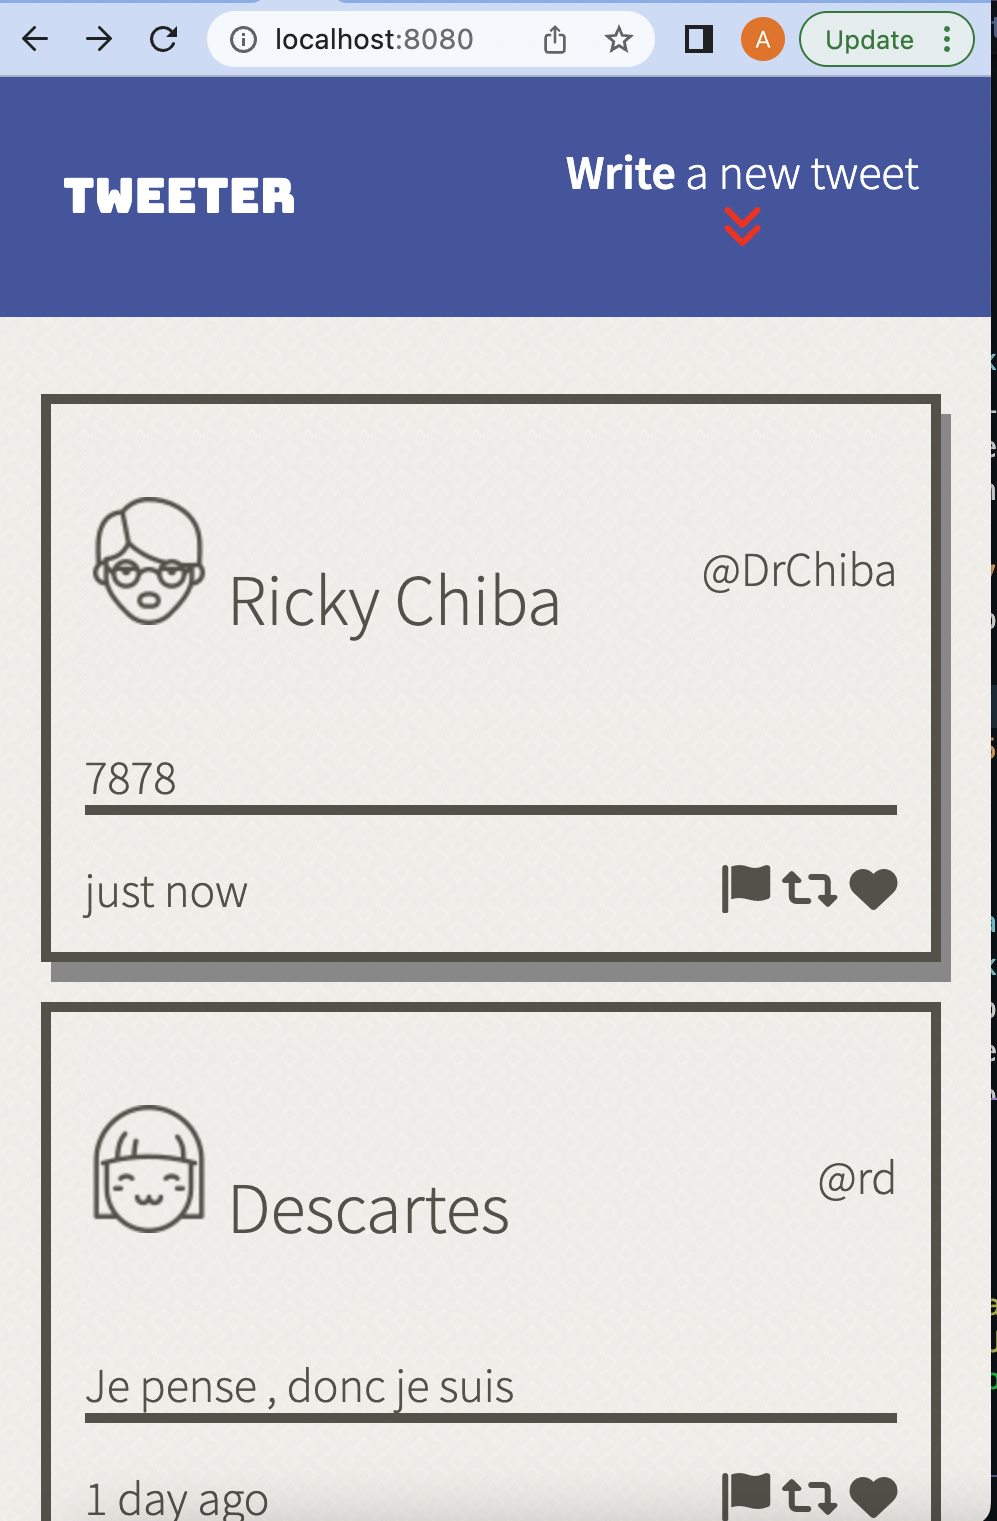 localhost:8080
A
Update
TWEETER
Write a new tweet
Ricky Chiba
@DrChiba
7878
just now
Descartes
@rd
Je pense , donc je suis
1 day ago